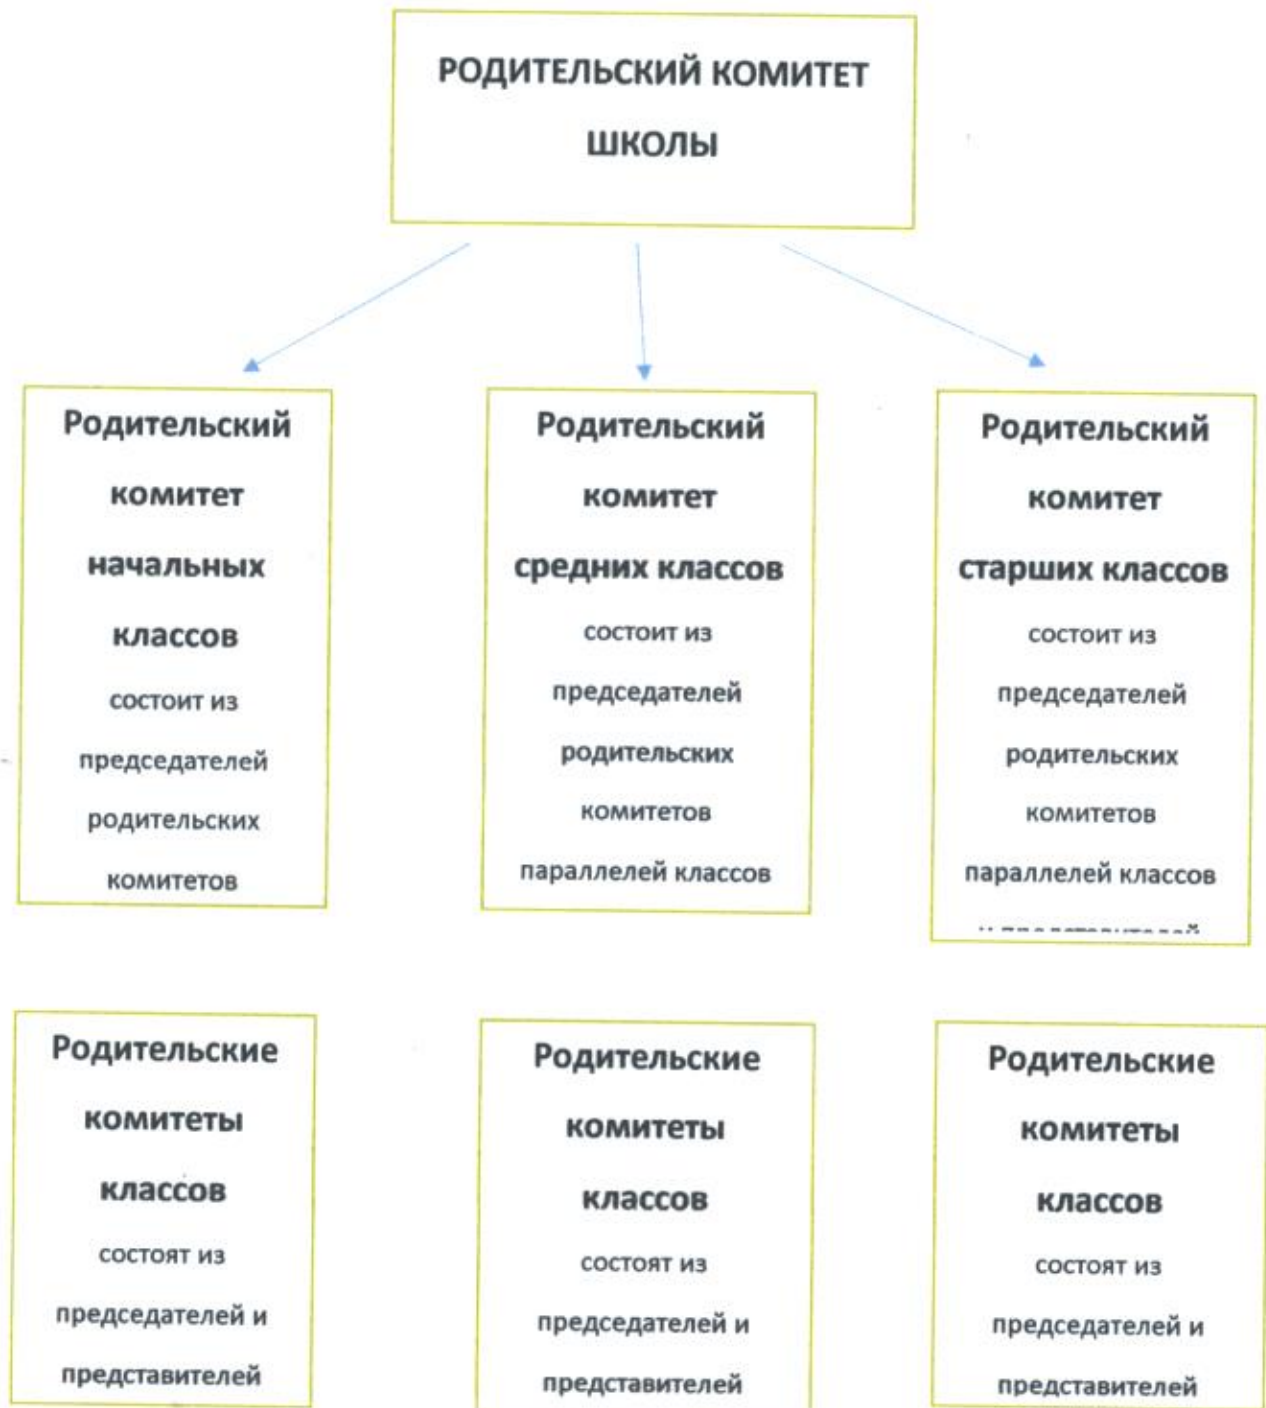 РОДИТЕЛЬСКИЙ КОМИТЕТ
ШКОЛЫ
Родительский
комитет
начальных
классов
состоит из
председателей
родительских
комитетов
Родительский
комитет
средних классов
состоит из
председателей
родительских
комитетов
параллелей классов
Родительский
комитет
старших классов
состоит из
председателей
родительских
комитетов
параллелей классов
Родительские
комитеты
классов
состоят из
председателей и
представителей
Родительские
комитеты
классов
состоят из
председателей и
представителей
Родительские
комитеты
классов
состоят из
председателей и
представителей